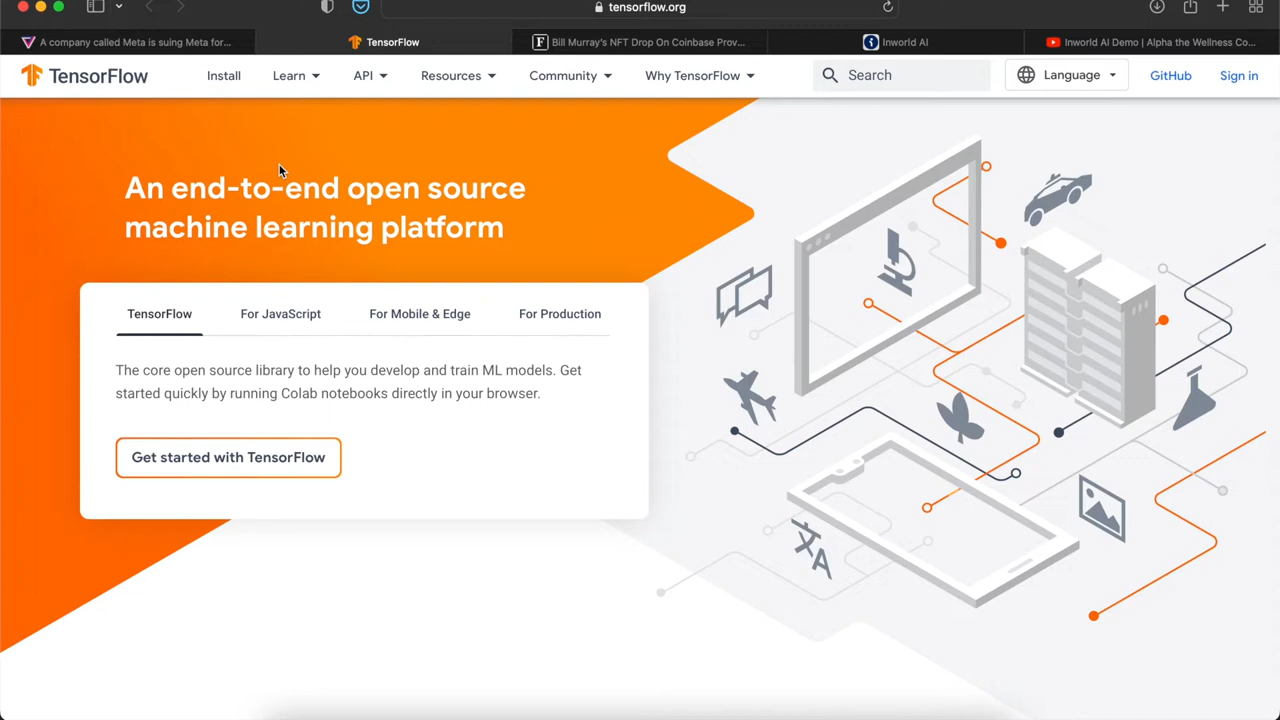 tensorflow.org
A company called Meta is suing Meta for...
TensorFlow
Bill Murray's NFT Drop On Coinbase Prov...
Inworld AI
Inworld AI Demo | Alpha the Wellness Co...
TensorFlow
Install
Learn
API
Resources
Community
Why TensorFlow
Search
Language
GitHub
Sign in
An end-to-end open source
machine learning platform
TensorFlow
For JavaScript
For Mobile & Edge
For Production
The core open source library to help you develop and train ML models. Get
started quickly by running Colab notebooks directly in your browser.
Get started with TensorFlow
文A